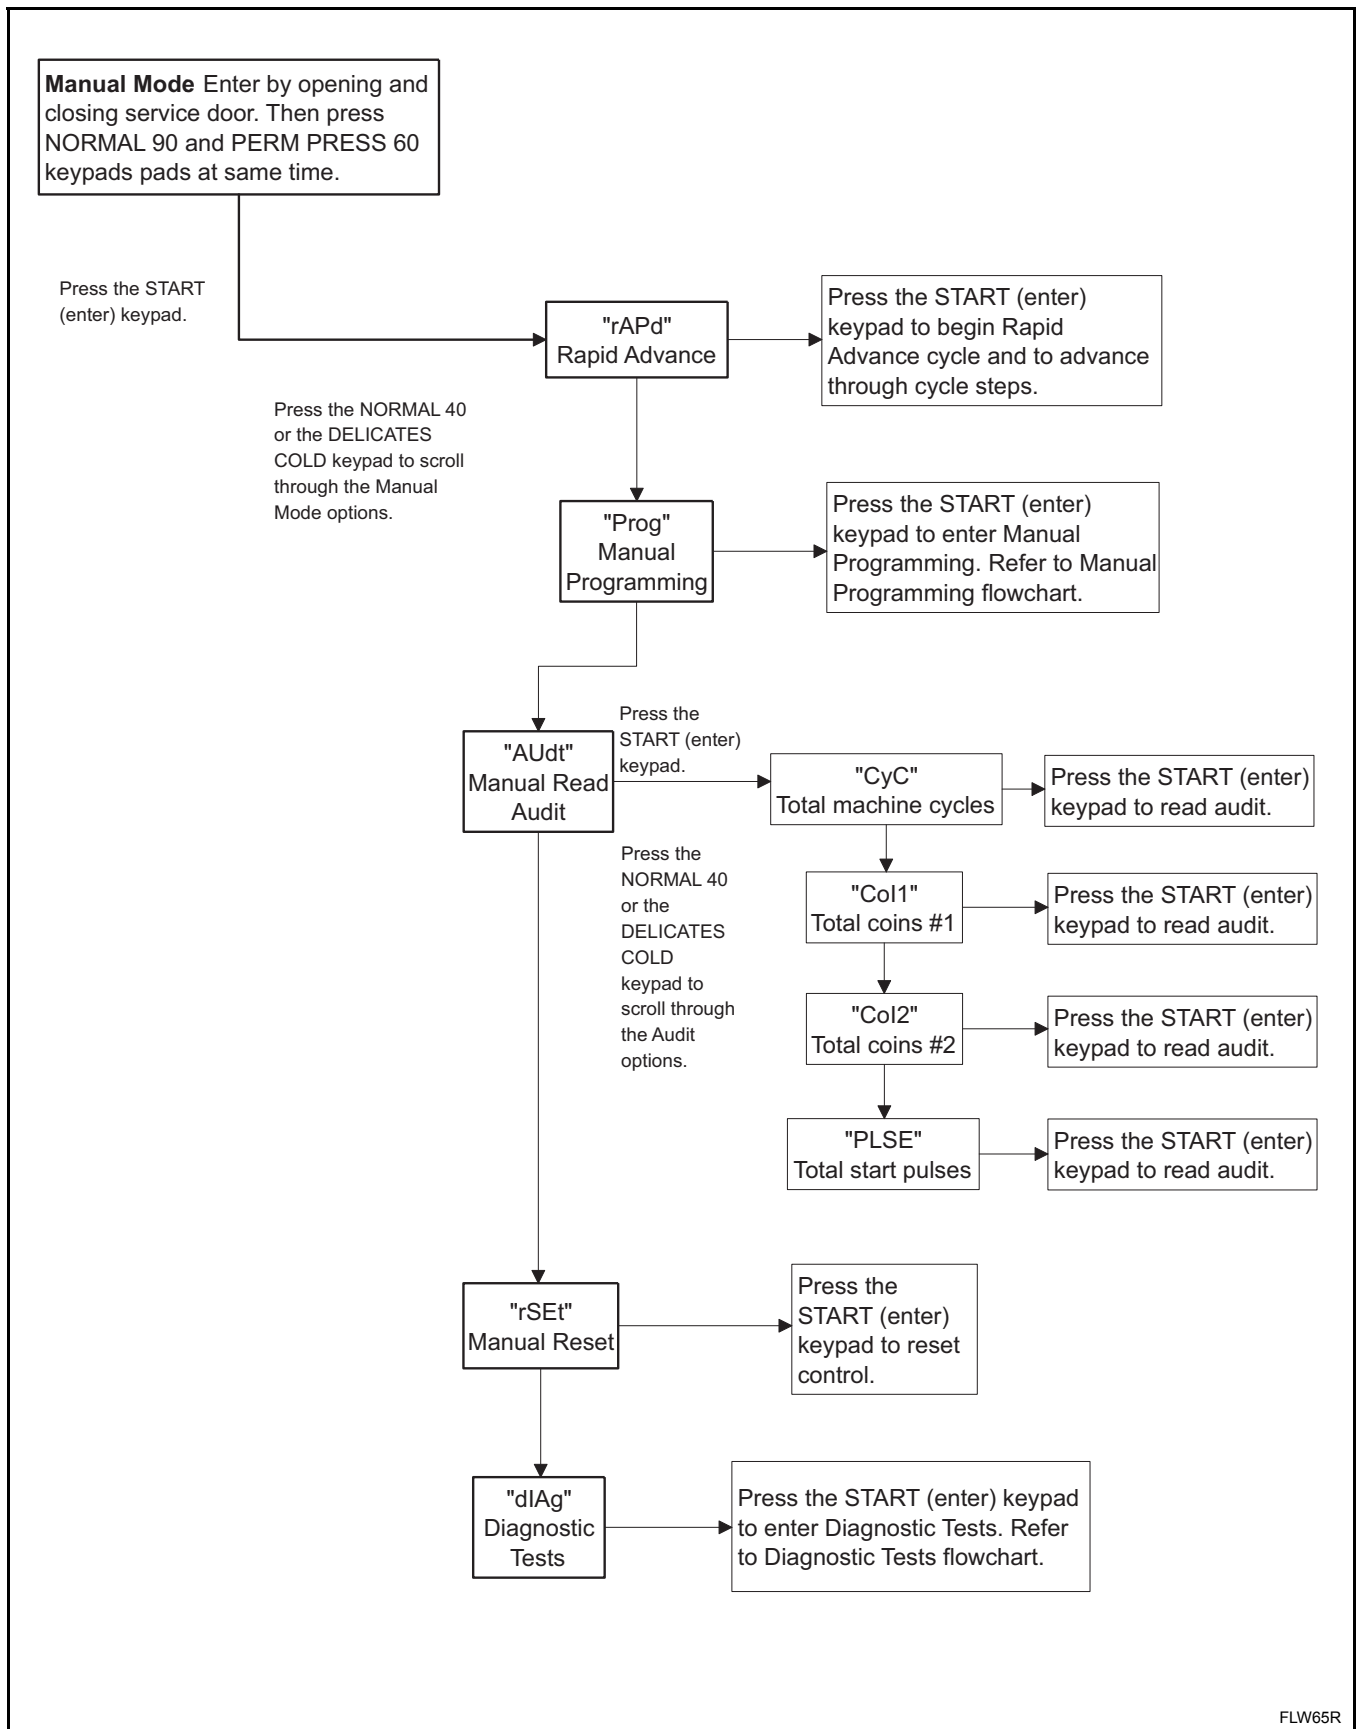 Manual Mode Enter by opening and
closing service door. Then press
NORMAL 90 and PERM PRESS 60
keypads pads at same time.
Press the START
(enter) keypad.
"rAPd"
Rapid Advance
Press the START (enter)
keypad to begin Rapid
Advance cycle and to advance
through cycle steps.
Press the NORMAL 40
or the DELICATES
COLD keypad to scroll
through the Manual
Mode options.
"Prog"
Manual
Programming
Press the START (enter)
keypad to enter Manual
Programming. Refer to Manual
Programming flowchart.
"AUdt"
Manual Read
Audit
Press the
START (enter)
keypad.
"CyC"
Total machine cycles
Press the START (enter)
keypad to read audit.
Press the
NORMAL 40
or the
DELICATES
COLD
keypad to
scroll through
the Audit
options.
"CoI1"
Total coins #1
Press the START (enter)
keypad to read audit.
"CoI2"
Total coins #2
Press the START (enter)
keypad to read audit.
"PLSE"
Total start pulses
Press the START (enter)
keypad to read audit.
"rSEt"
Manual Reset
Press the
START (enter)
keypad to reset
control.
"dIAg"
Diagnostic
Tests
Press the START (enter) keypad
to enter Diagnostic Tests. Refer
to Diagnostic Tests flowchart.
FLW65R